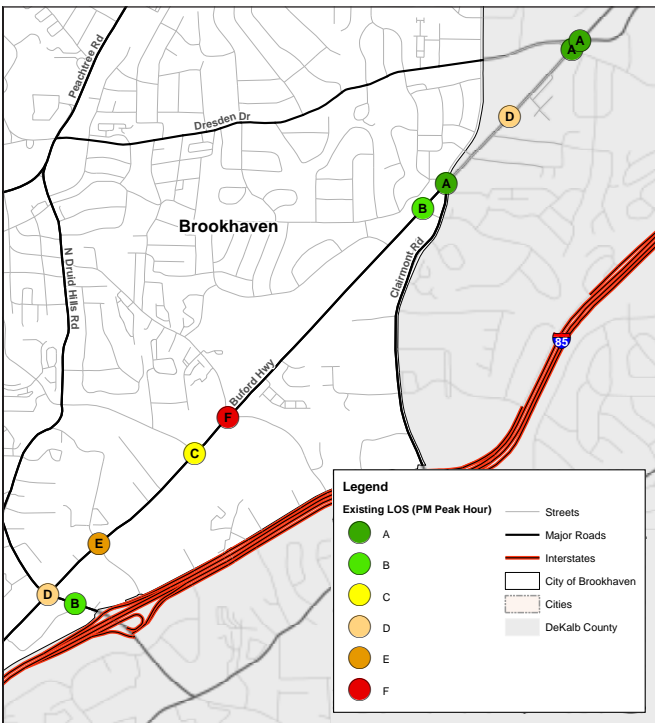 A
A
Peachtree Rd
D
Dresden Dr
A
B
Brookhaven
Clairmont Rd
N Druid Hills Rd
85
Buford Hwy
F
C
E
D
B
Legend
Existing LOS (PM Peak Hour)
A
B
C
D
E
F
Streets
Major Roads
Interstates
City of Brookhaven
Cities
DeKalb County